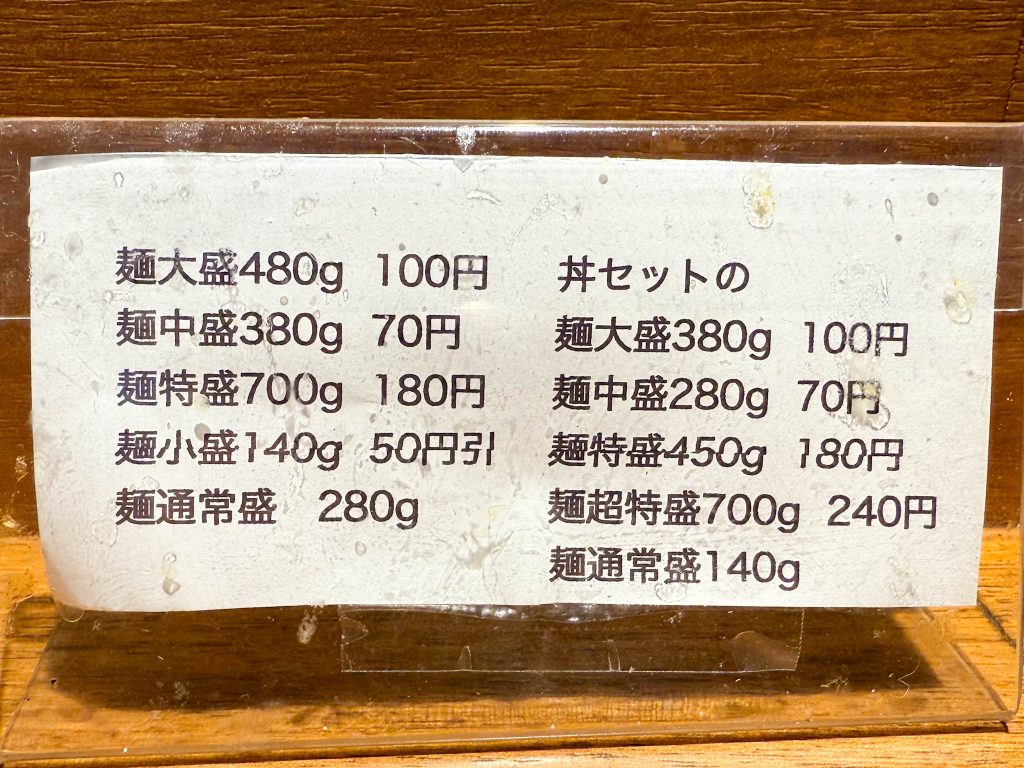 麺大盛480g 100円
麺中盛380g 70円
麺特盛700g 180円
麺小盛140g 50円引
麺通常盛 280g
丼セットの
麺大盛380g 100円
麺中盛280g 70円
麺特盛450g 180円
麺超特盛700g 240円
麺通常盛140g